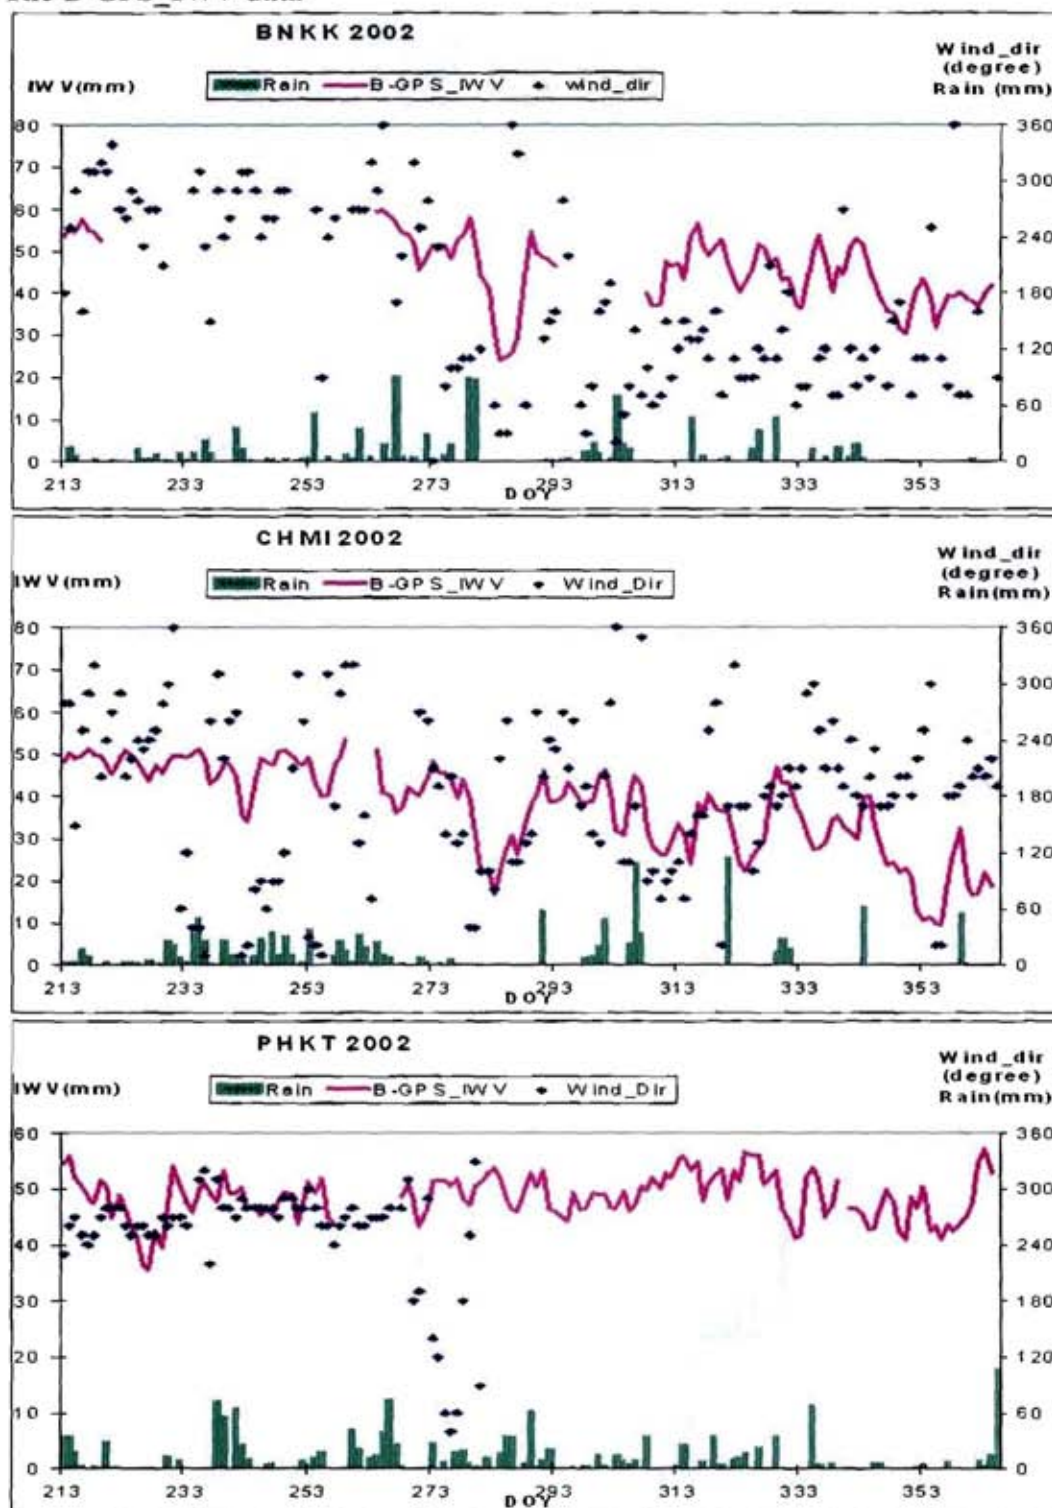 BNKK 2002
Wind_dir
(degree)
Rain (mm)
IWV(mm)
Rain B-GPS_IWV wind_dir
80 360
70 300
60
50 240
40 180
30 120
20
10 60
0 0
213 233 253 273 293 313 333 353
DOY
CHMI 2002
Wind_dir
(degree)
Rain(mm)
IWV(mm)
Rain B-GPS_IWV Wind_Dir
80 360
70 300
60
50 240
40 180
30 120
20
10 60
0 0
213 233 253 273 293 313 333 353
DOY
PHKT 2002
Wind_dir
(degree)
Rain(mm)
IWV(mm)
Rain B-GPS_IWV Wind_Dir
60 360
50 300
40 240
30 180
20 120
10 60
0 0
213 233 253 273 293 313 333 353
DOY